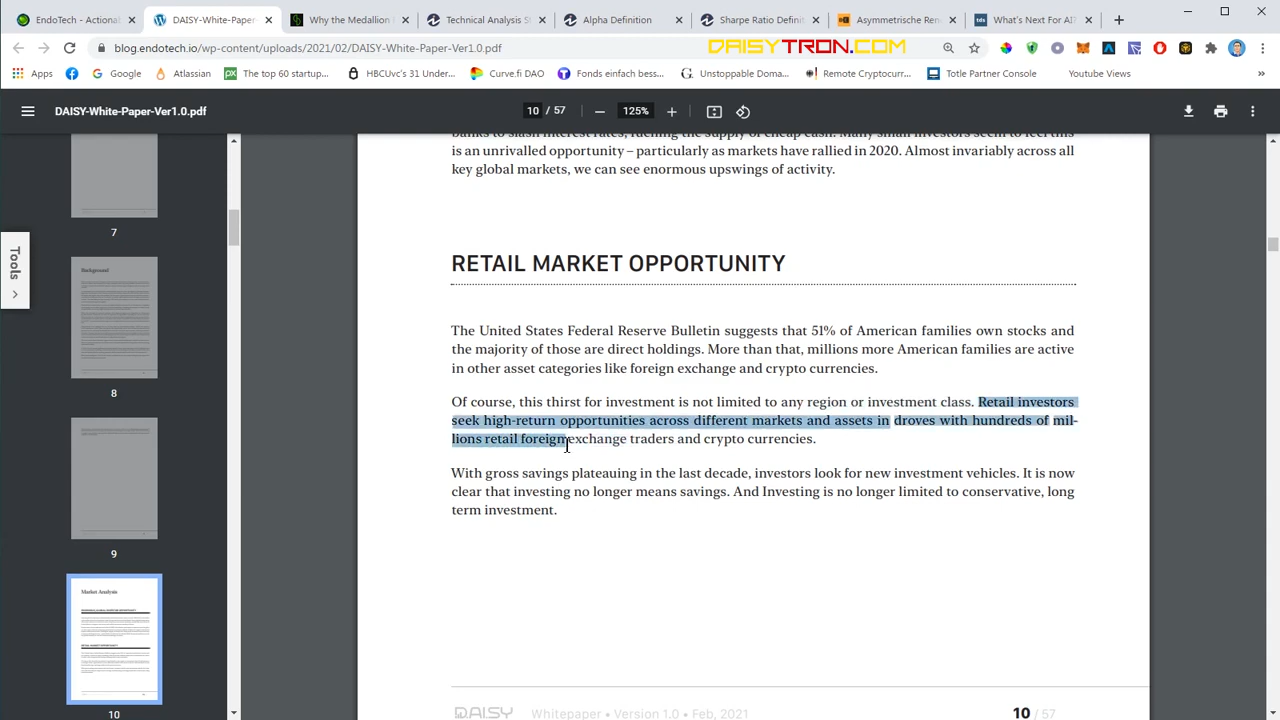 EndoTech - Actional
DAISY-White-Paper-
Why the Medallion F
Technical Analysis St
Alpha Definition
Sharpe Ratio Definit
Asymmetrische Ren
What's Next For AI?
blog.endotech.io/wp-content/uploads/2021/02/DAISY-White-Paper-Ver1.0.pdf
DAISYTRON.COM
Apps
Google
Atlassian
The top 60 startup...
HBCUvc's 31 Under...
Curve.fi DAO
Fonds einfach bess...
Unstoppable Doma...
Remote Cryptocurr...
Totle Partner Console
Youtube Views
»
DAISY-White-Paper-Ver1.0.pdf
10 / 57
125%
Tools
7
Background
8
9
Market Analysis
10
banks to slash interest rates, fuelling the supply of cheap cash. Many small investors seem to feel this
is an unrivalled opportunity – particularly as markets have rallied in 2020. Almost invariably across all
key global markets, we can see enormous upswings of activity.
RETAIL MARKET OPPORTUNITY
The United States Federal Reserve Bulletin suggests that 51% of American families own stocks and
the majority of those are direct holdings. More than that, millions more American families are active
in other asset categories like foreign exchange and crypto currencies.
Of course, this thirst for investment is not limited to any region or investment class. Retail investors
seek high-return opportunities across different markets and assets in droves with hundreds of mil-
lions retail foreign exchange traders and crypto currencies.
With gross savings plateauing in the last decade, investors look for new investment vehicles. It is now
clear that investing no longer means savings. And Investing is no longer limited to conservative, long
term investment.
DAISY Whitepaper • Version 1.0 • Feb, 2021
10 / 57